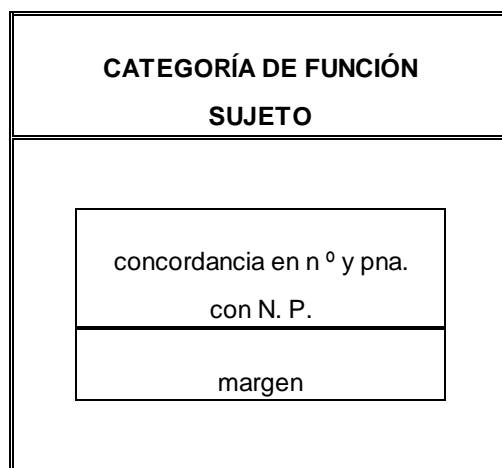 CATEGORÍA DE FUNCIÓN
SUJETO
concordancia en n º y pna.
con N. P.
margen